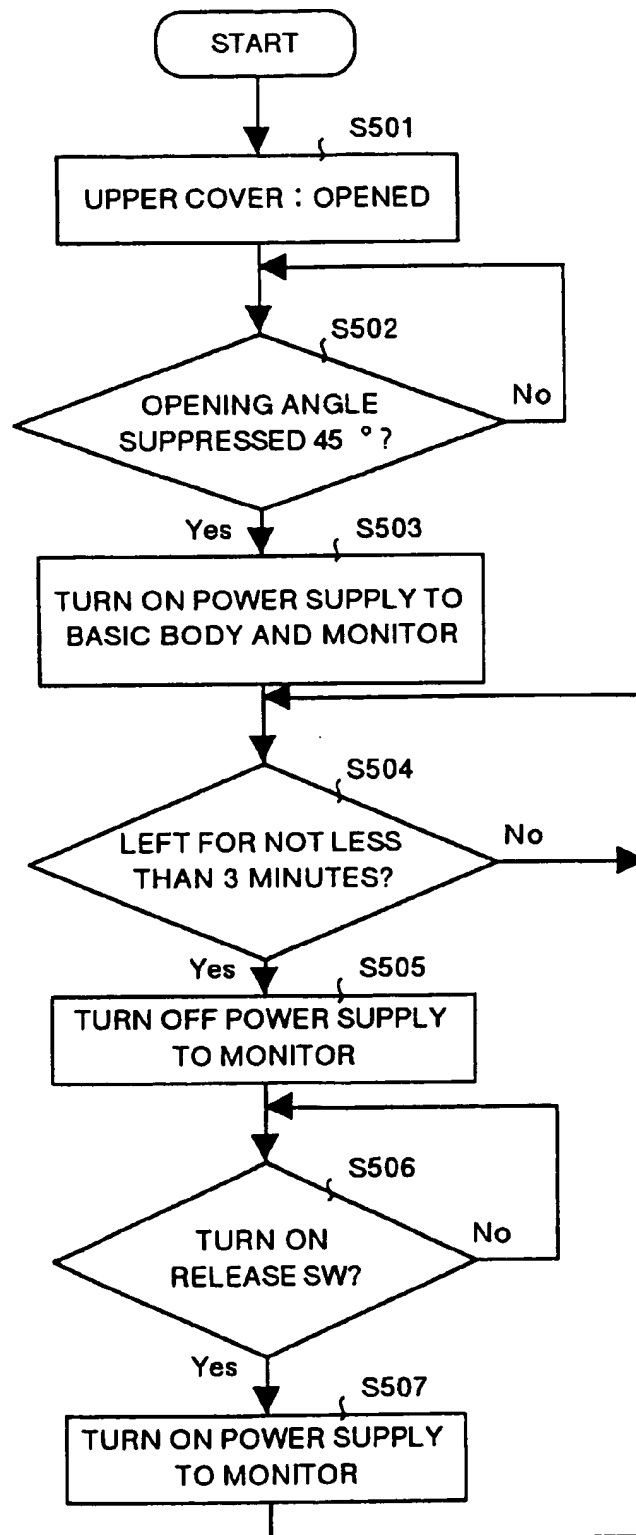 START
S501
UPPER COVER : OPENED
S502
OPENING ANGLE
SUPPRESSED 45 °?
No
Yes
S503
TURN ON POWER SUPPLY TO
BASIC BODY AND MONITOR
S504
LEFT FOR NOT LESS
THAN 3 MINUTES?
No
Yes
S505
TURN OFF POWER SUPPLY
TO MONITOR
S506
TURN ON
RELEASE SW?
No
Yes
S507
TURN ON POWER SUPPLY
TO MONITOR